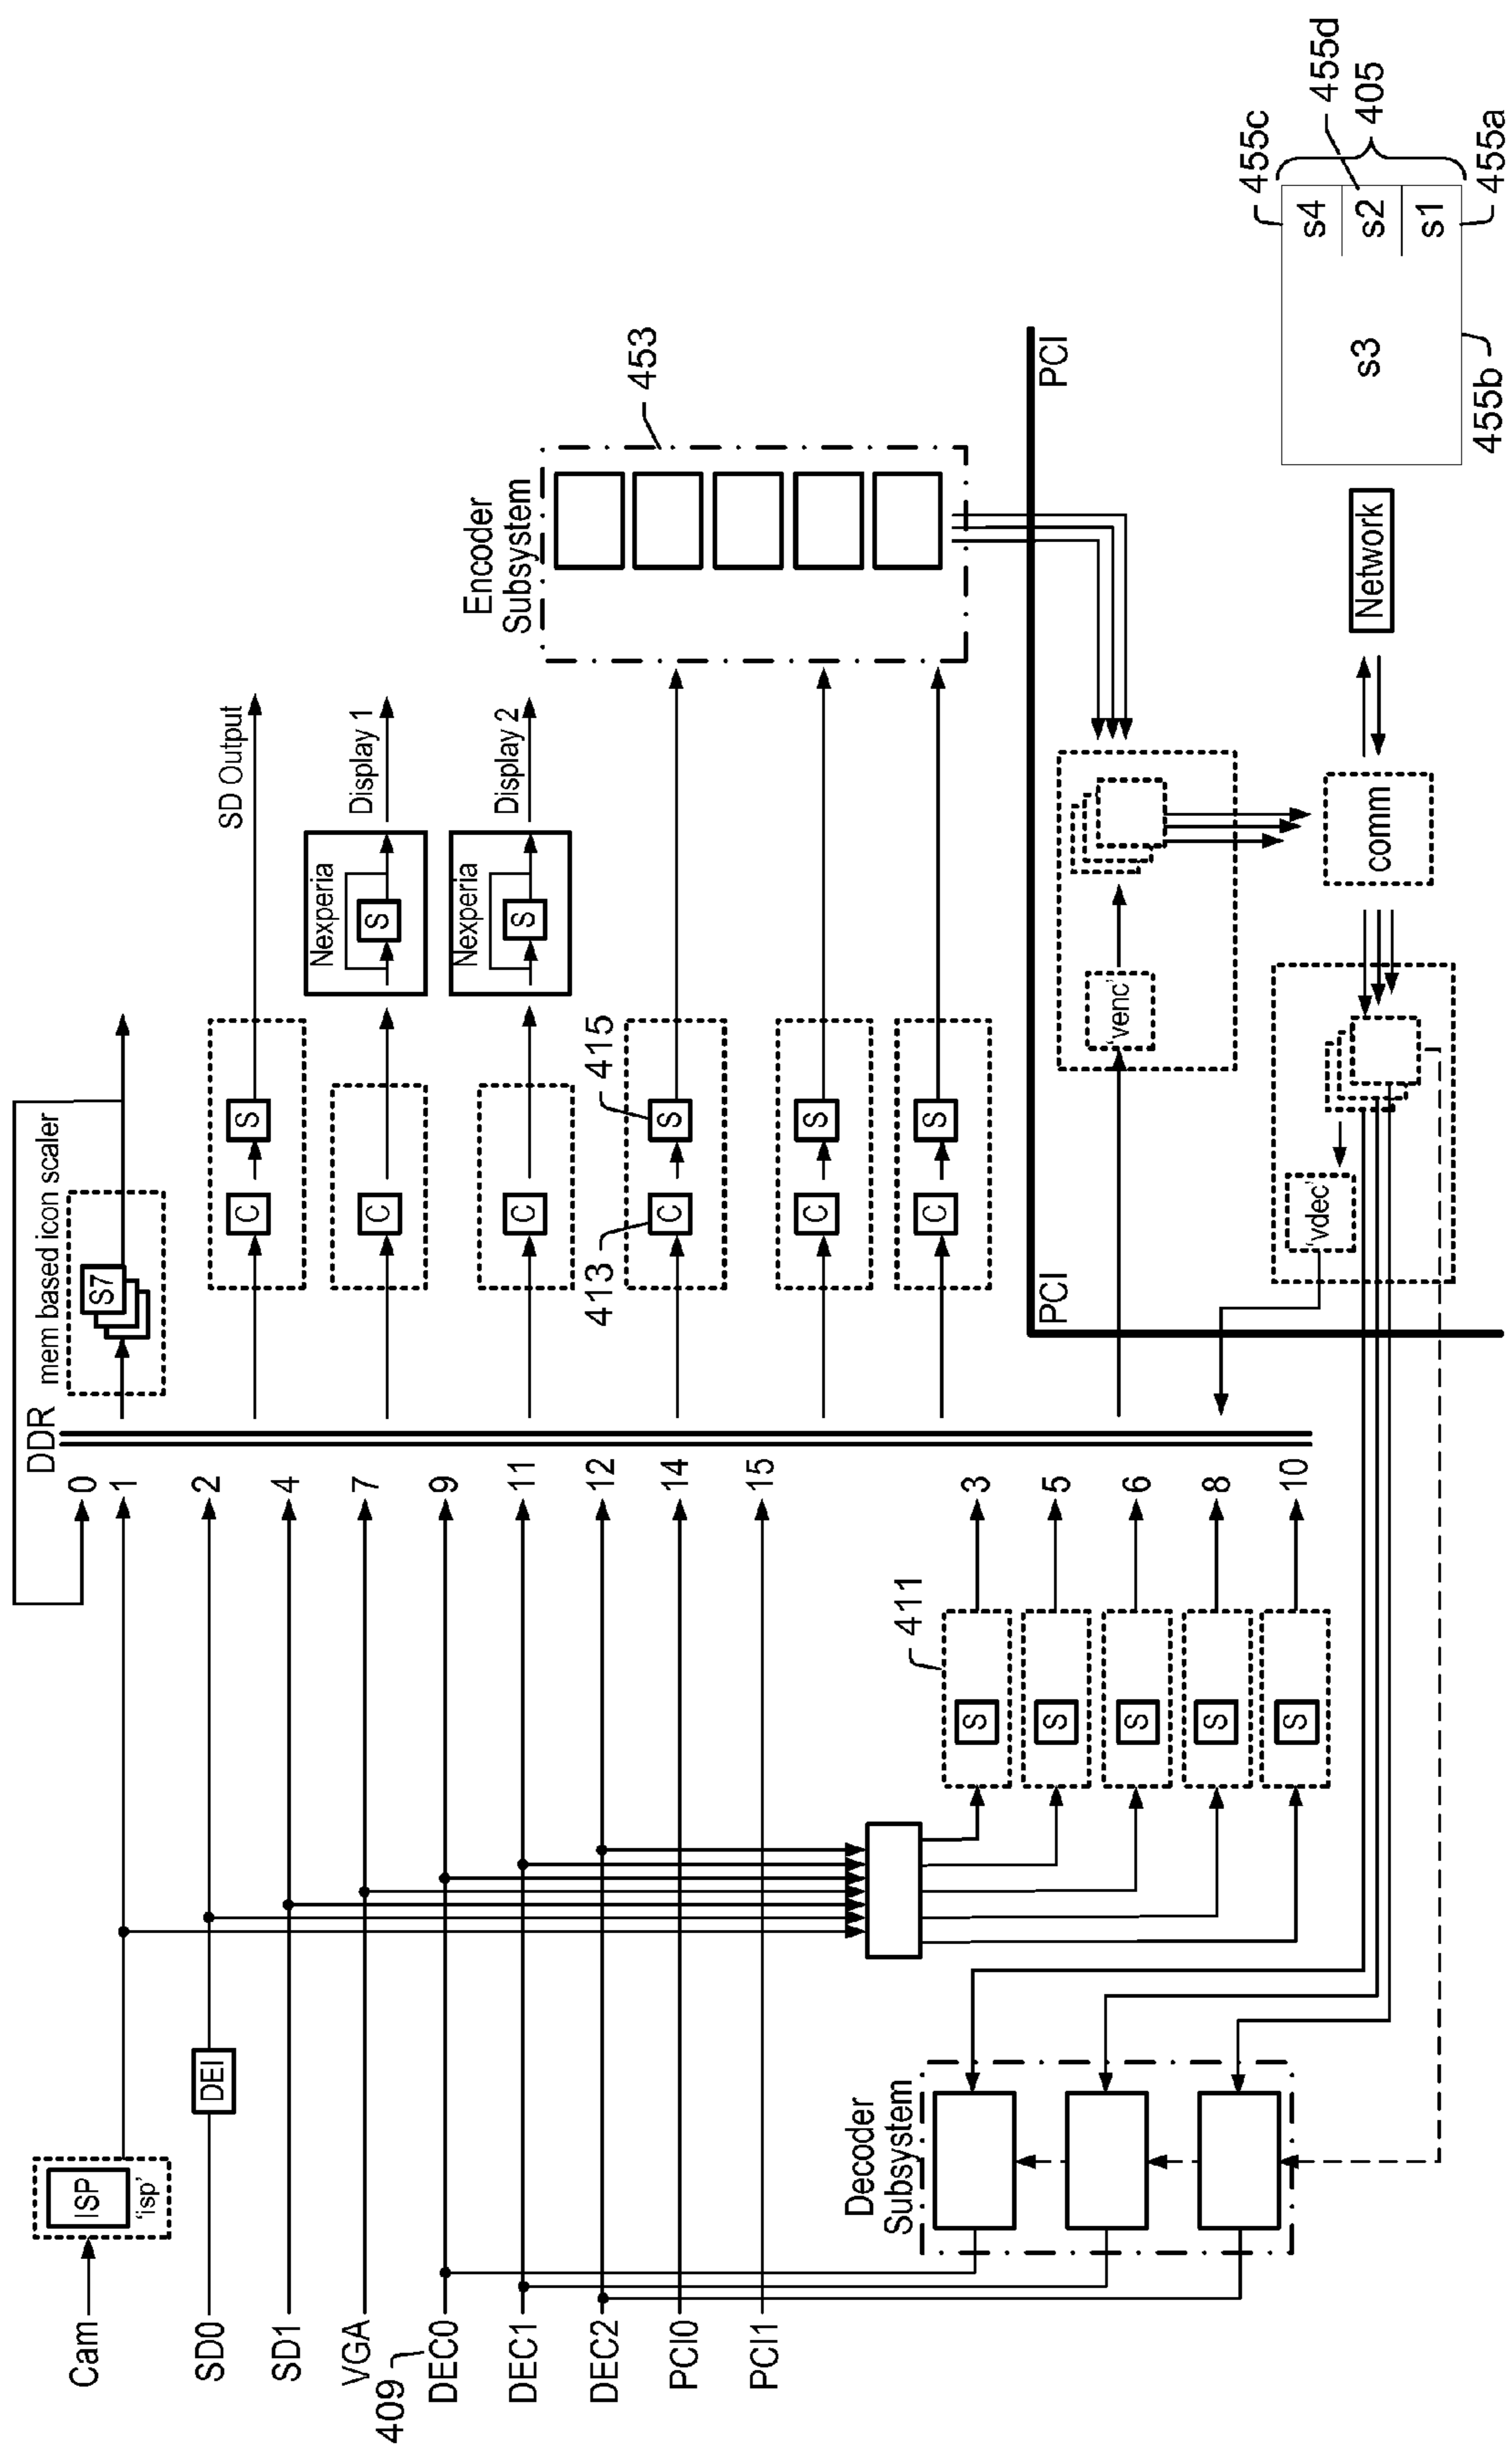 Cam
ISP
'isp'
SD0
DEI
SD1
VGA
409
DEC0
DEC1
DEC2
PCI0
PCI1
Decoder
Subsystem
DDR
0
1
2
4
7
9
11
12
14
15
3
5
6
8
10
411
S
S
S
S
S
mem based icon scaler
S7
C
S
SD Output
C
Nexperia
S
Display 1
C
Nexperia
S
Display 2
413
C
415
S
C
S
C
S
Encoder
Subsystem
453
PCI
PCI
'venc'
'vdec'
comm
Network
s3
s4
s2
s1
455c
455d
405
455a
455b